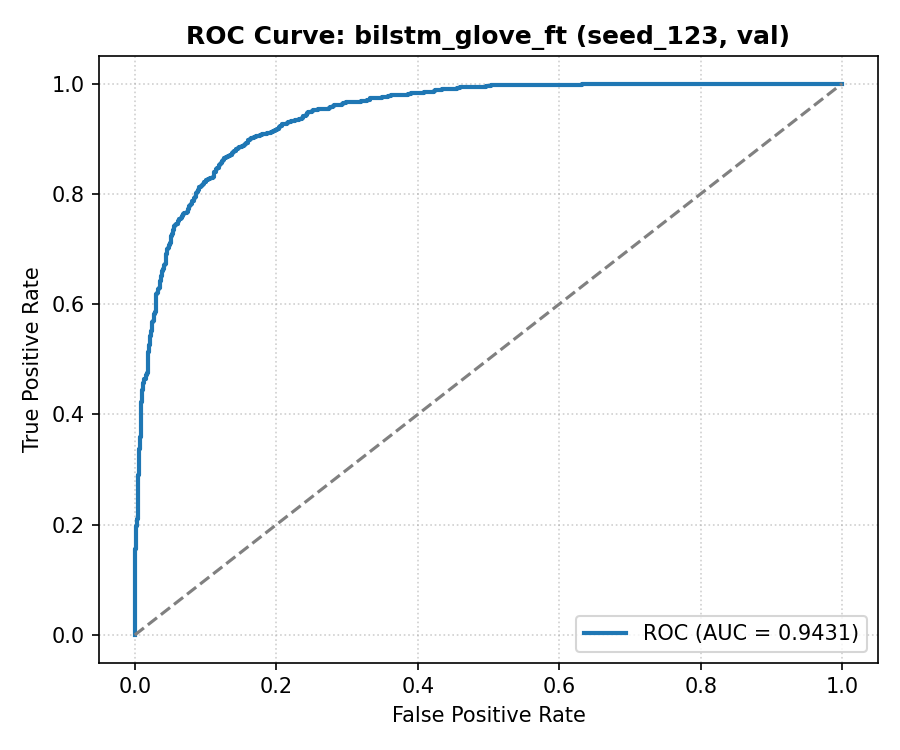 ROC Curve: bilstm_glove_ft (seed_123, val)
True Positive Rate
1.0
0.8
0.6
0.4
0.2
0.0
ROC (AUC = 0.9431)
0.0 0.2 0.4 0.6 0.8 1.0
False Positive Rate